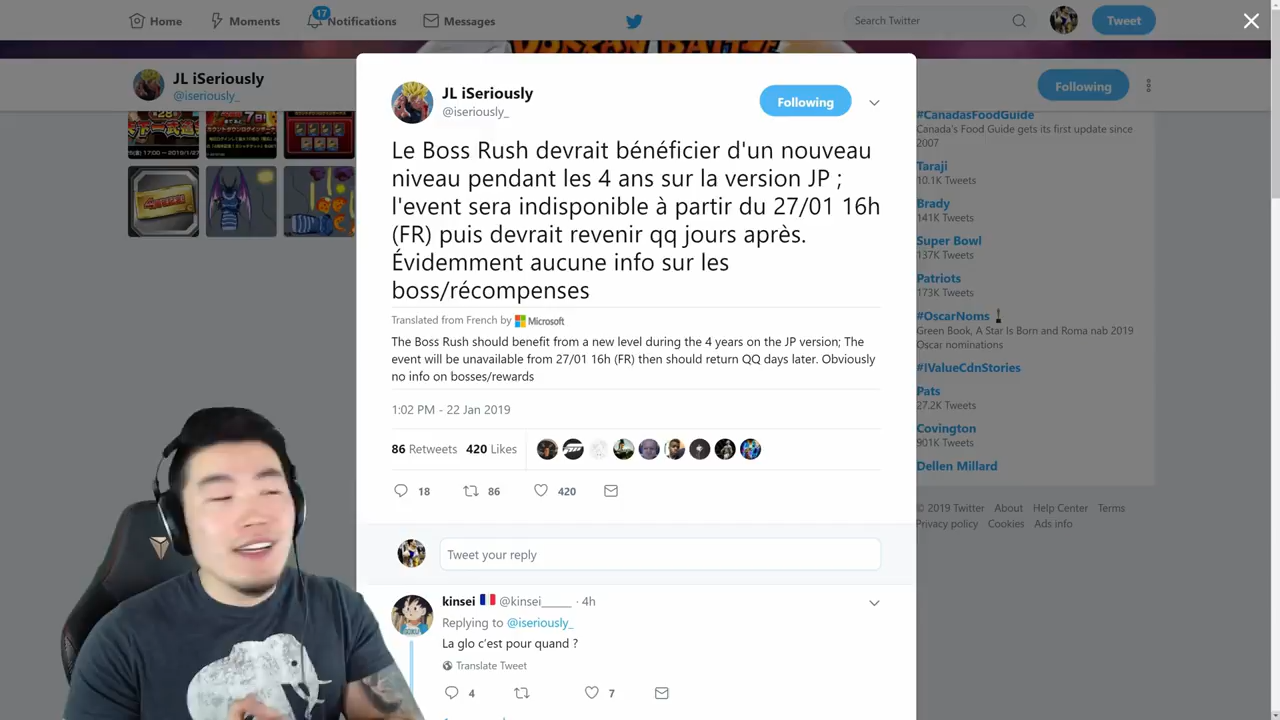 Home
Moments
17
Notifications
Messages
Search Twitter
Tweet
JL iSeriously
@iseriously_
Following
JL iSeriously
@iseriously_
Following
Le Boss Rush devrait bénéficier d'un nouveau
niveau pendant les 4 ans sur la version JP ;
l'event sera indisponible à partir du 27/01 16h
(FR) puis devrait revenir qq jours après.
Évidemment aucune info sur les
boss/récompenses
Translated from French by Microsoft
The Boss Rush should benefit from a new level during the 4 years on the JP version; The
event will be unavailable from 27/01 16h (FR) then should return QQ days later. Obviously
no info on bosses/rewards
1:02 PM - 22 Jan 2019
86 Retweets 420 Likes
18 86 420
Tweet your reply
kinsei @kinsei_____ · 4h
Replying to @iseriously_
La glo c'est pour quand ?
Translate Tweet
4 7
#CanadasFoodGuide
Canada's Food Guide gets its first update since
2007
Taraji
10.1K Tweets
Brady
141K Tweets
Super Bowl
137K Tweets
Patriots
173K Tweets
#OscarNoms
Green Book, A Star Is Born and Roma nab 2019
Oscar nominations
#IValueCdnStories
Pats
27.2K Tweets
Covington
901K Tweets
Dellen Millard
© 2019 Twitter About Help Center Terms
Privacy policy Cookies Ads info